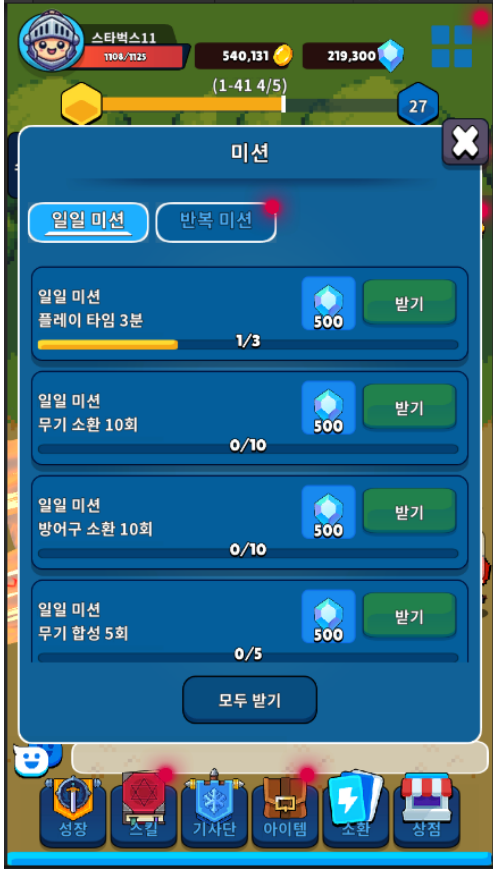 스타벅스11
1108/1125
540,131
219,300
(1-41 4/5)
27
미션
일일 미션
반복 미션
일일 미션
플레이 타임 3분
500
받기
1/3
일일 미션
무기 소환 10회
500
받기
0/10
일일 미션
방어구 소환 10회
500
받기
0/10
일일 미션
무기 합성 5회
500
받기
0/5
모두 받기
성장
스킬
기사단
아이템
소환
상점